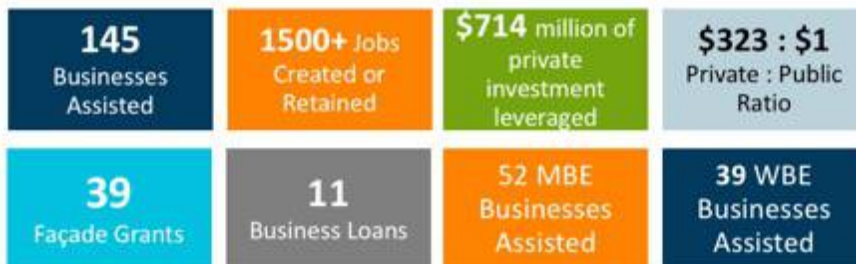 145
Businesses
Assisted
1500+ Jobs
Created or
Retained
$714 million of
private
investment
leveraged
$323 : $1
Private : Public
Ratio
39
Façade Grants
11
Business Loans
52 MBE
Businesses
Assisted
39 WBE
Businesses
Assisted